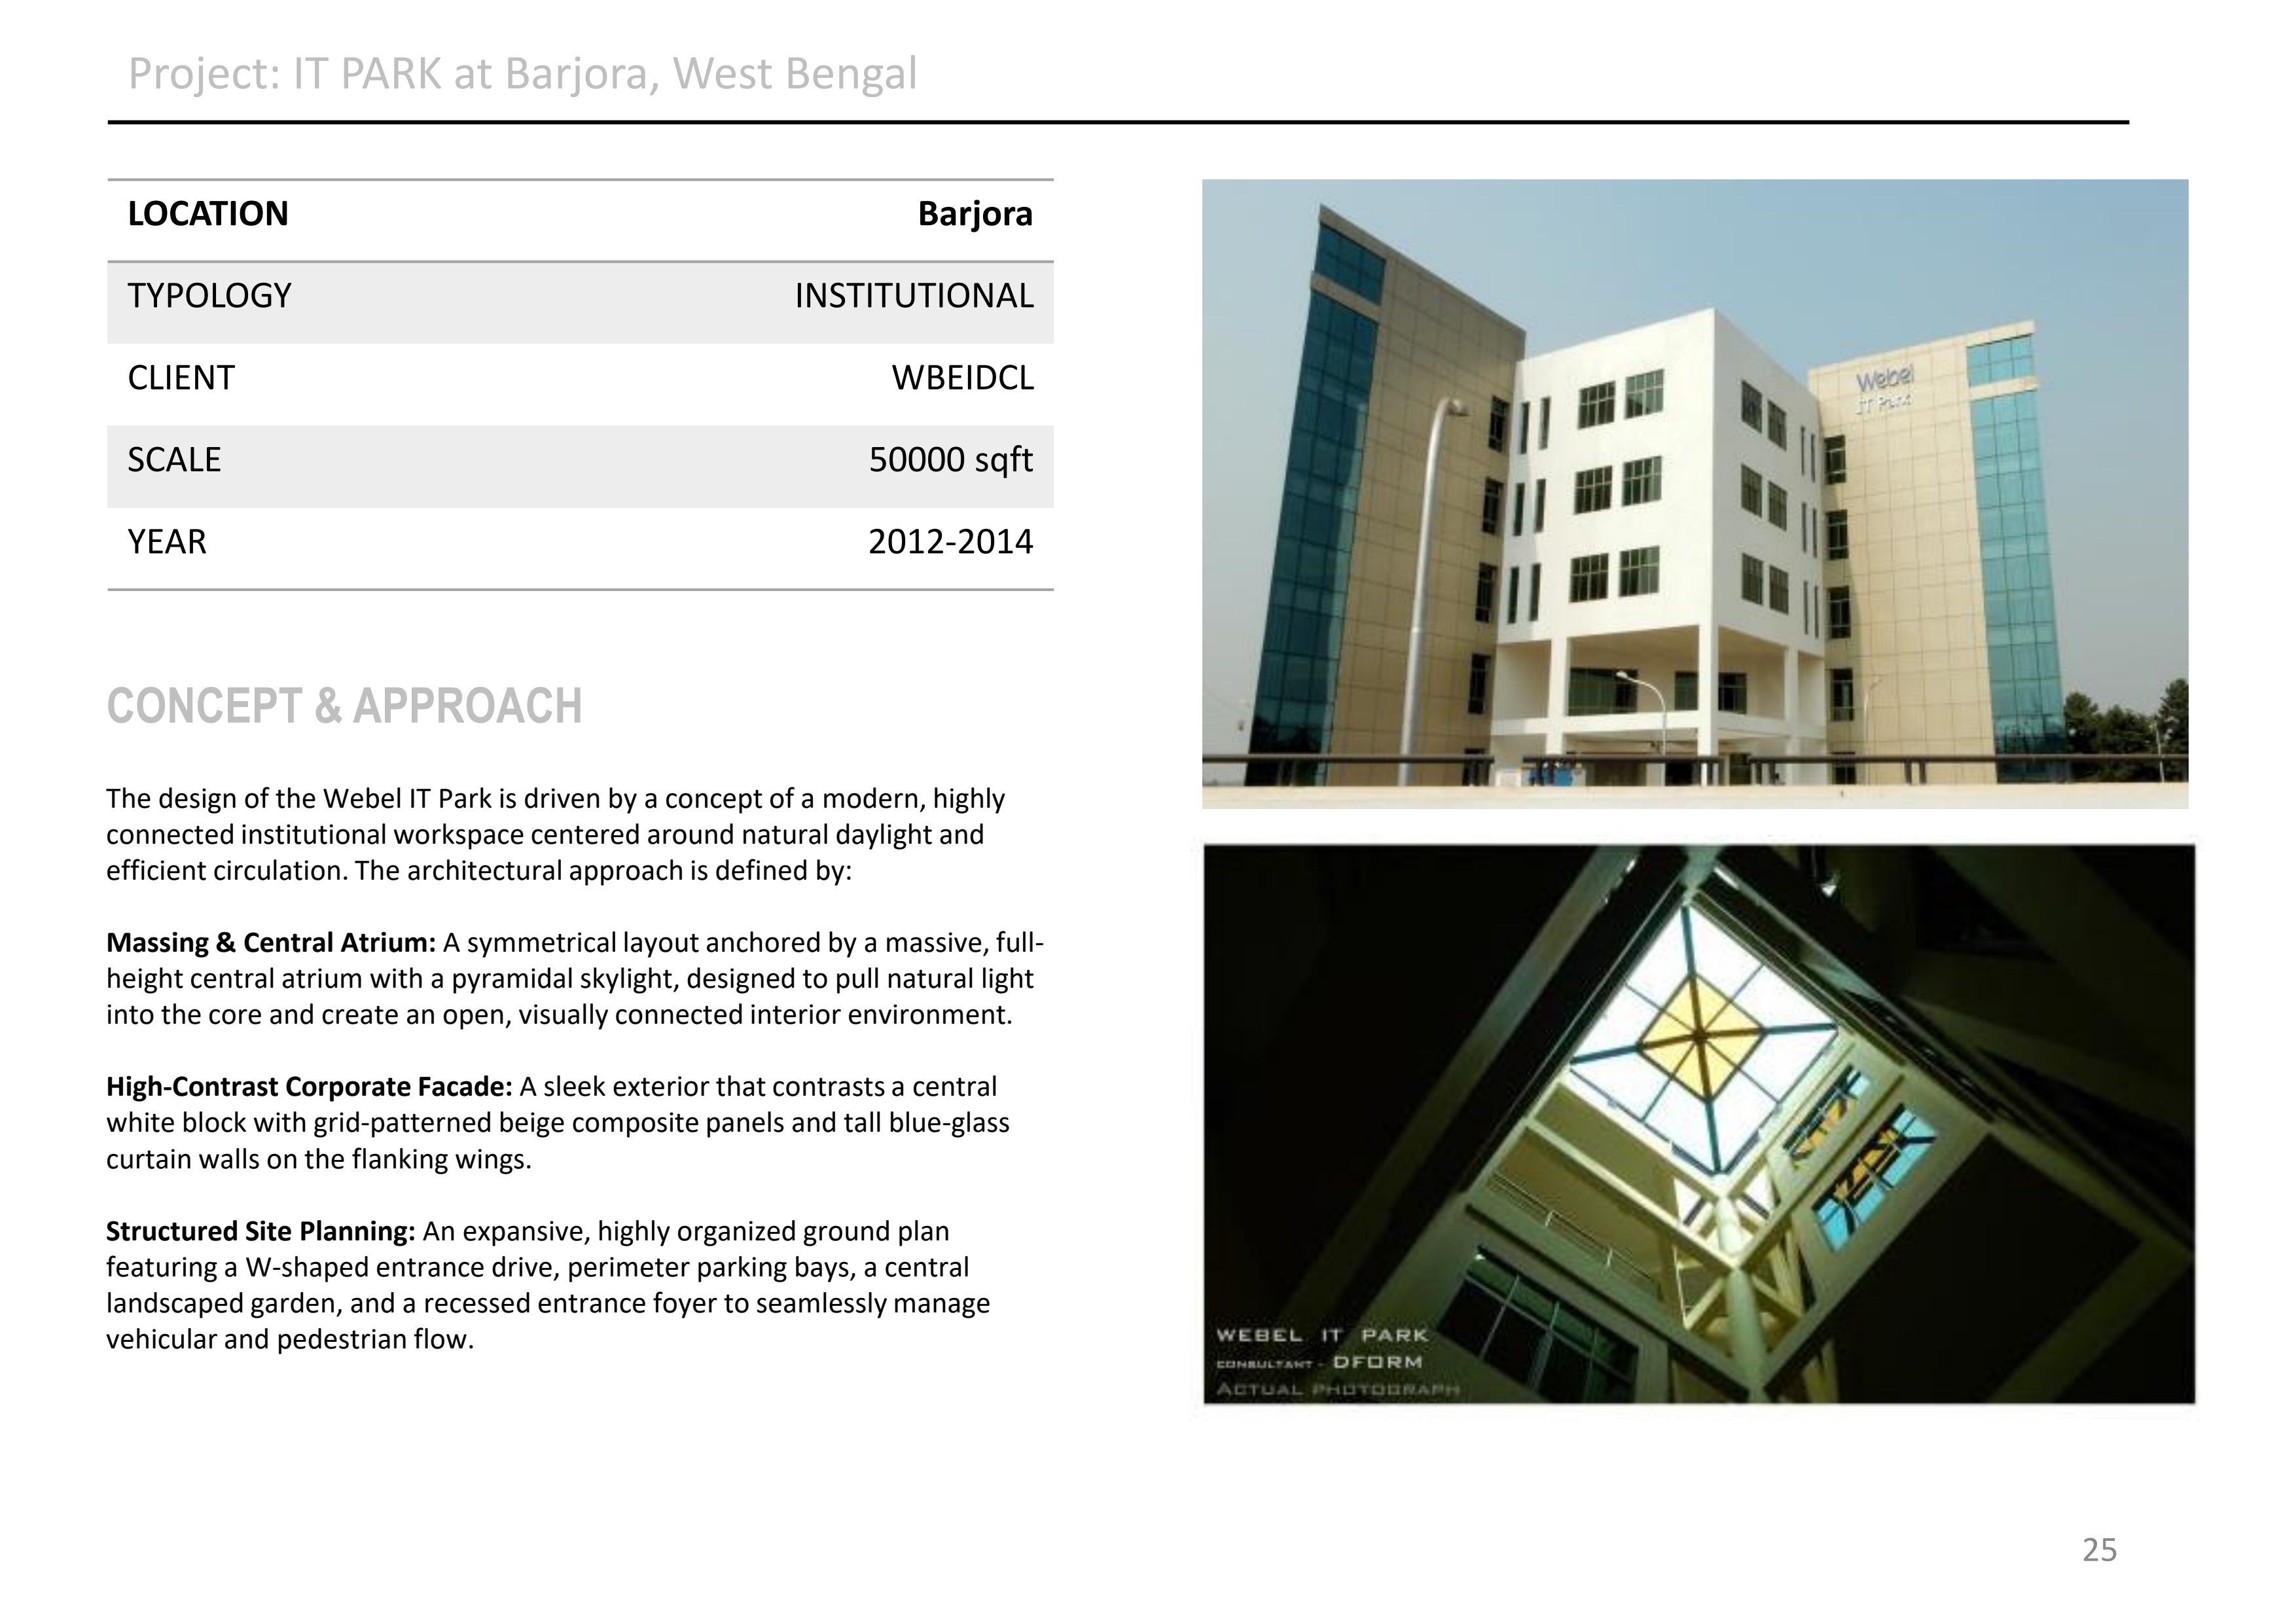 Project: IT PARK at Barjora, West Bengal
LOCATION Barjora
TYPOLOGY INSTITUTIONAL
CLIENT WBEIDCL
SCALE 50000 sqft
YEAR 2012-2014
CONCEPT & APPROACH
The design of the Webel IT Park is driven by a concept of a modern, highly
connected institutional workspace centered around natural daylight and
efficient circulation. The architectural approach is defined by:
Massing & Central Atrium: A symmetrical layout anchored by a massive, full-
height central atrium with a pyramidal skylight, designed to pull natural light
into the core and create an open, visually connected interior environment.
High-Contrast Corporate Facade: A sleek exterior that contrasts a central
white block with grid-patterned beige composite panels and tall blue-glass
curtain walls on the flanking wings.
Structured Site Planning: An expansive, highly organized ground plan
featuring a W-shaped entrance drive, perimeter parking bays, a central
landscaped garden, and a recessed entrance foyer to seamlessly manage
vehicular and pedestrian flow.
Webel
IT Park
WEBEL IT PARK
CONSULTANT - DFORM
ACTUAL PHOTOGRAPH
25